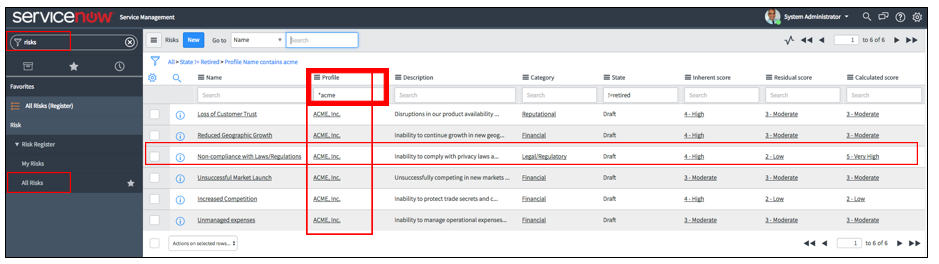 servicenow Service Management System Administrator
risks Risks New Go to Name Search 1 to 6 of 6
All > State != Retired > Profile Name contains acme
Name Profile Description Category State Inherent score Residual score Calculated score
Search *acme Search Search !=retired Search Search Search
Favorites
All Risks (Register)
Risk
Risk Register
My Risks
All Risks
Loss of Customer Trust ACME, Inc. Disruptions in our product availability ... Reputational Draft 4 - High 3 - Moderate 3 - Moderate
Reduced Geographic Growth ACME, Inc. Inability to continue growth in new geog... Financial Draft 4 - High 3 - Moderate 3 - Moderate
Non-compliance with Laws/Regulations ACME, Inc. Inability to comply with privacy laws a... Legal/Regulatory Draft 4 - High 2 - Low 5 - Very High
Unsuccessful Market Launch ACME, Inc. Unsuccessfully competing in new markets ... Financial Draft 3 - Moderate 3 - Moderate 3 - Moderate
Increased Competition ACME, Inc. Inability to protect trade secrets and c... Financial Draft 4 - High 2 - Low 2 - Low
Unmanaged expenses ACME, Inc. Inability to manage operational expenses... Financial Draft 3 - Moderate 3 - Moderate 3 - Moderate
Actions on selected rows... 1 to 6 of 6